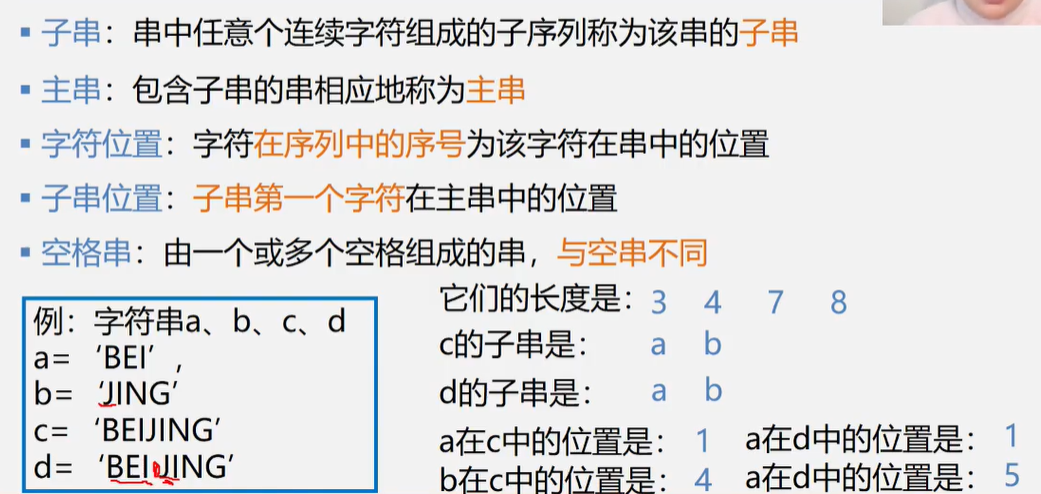 ▪ 子串：串中任意个连续字符组成的子序列称为该串的子串
▪ 主串：包含子串的串相应地称为主串
▪ 字符位置：字符在序列中的序号为该字符在串中的位置
▪ 子串位置：子串第一个字符在主串中的位置
▪ 空格串：由一个或多个空格组成的串，与空串不同
例：字符串a、b、c、d
a= ‘BEI’，
b= ‘JING’
c= ‘BEIJING’
d= ‘BEI JING’
它们的长度是：3 4 7 8
c的子串是： a b
d的子串是： a b
a在c中的位置是： 1 a在d中的位置是： 1
b在c中的位置是： 4 a在d中的位置是： 5